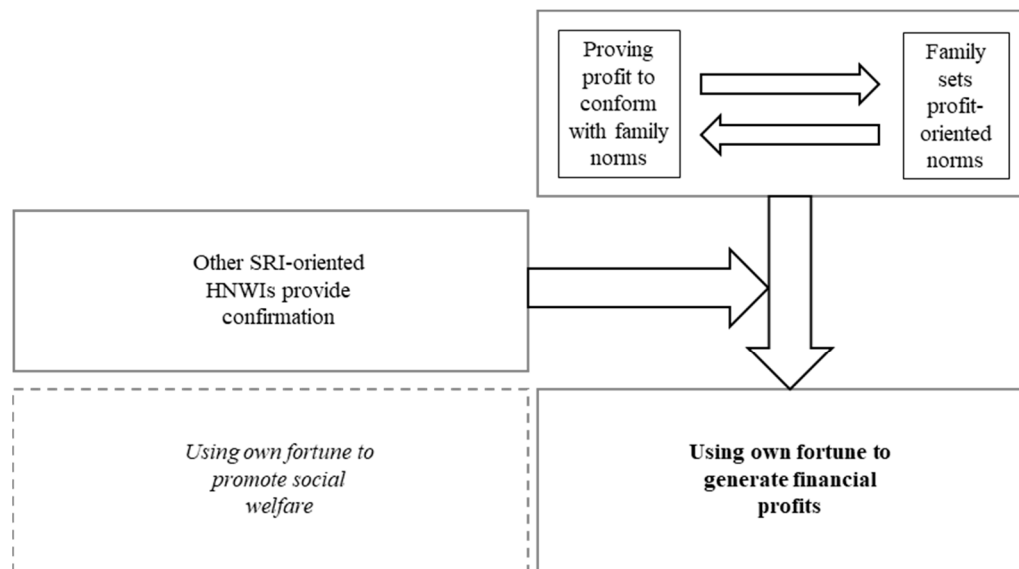 Proving
profit to
conform
with family
norms
Family
sets
profit-
oriented
norms
Other SRI-oriented
HNWIs provide
confirmation
Using own fortune to
promote social
welfare
Using own fortune to
generate financial
profits